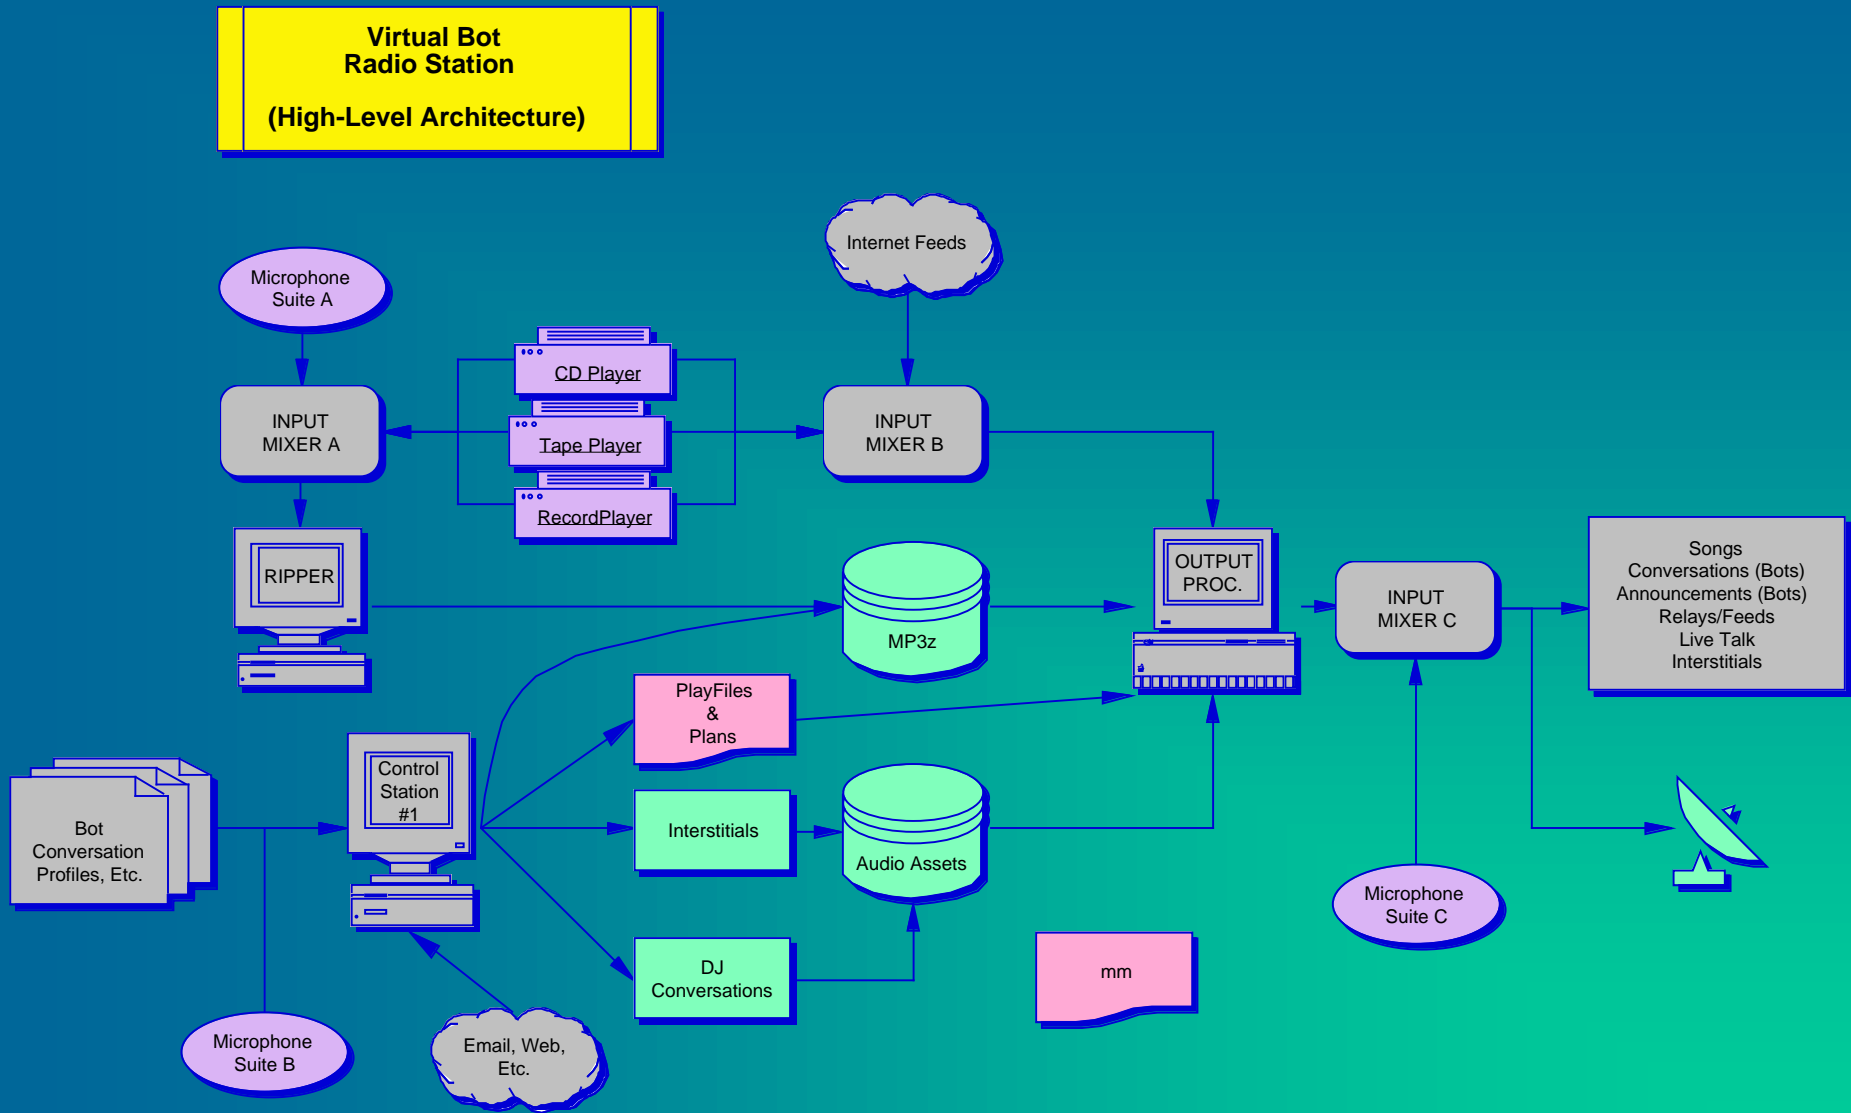 Virtual Bot
Radio Station
(High-Level Architecture)
Internet Feeds
Microphone
Suite A
CD Player
INPUT
MIXER A
Tape Player
INPUT
MIXER B
RecordPlayer
RIPPER
OUTPUT
PROC.
Songs
Conversations (Bots)
Announcements (Bots)
Relays/Feeds
Live Talk
Interstitials
INPUT
MIXER C
MP3z
PlayFiles
&
Plans
Control
Station
#1
Bot
Conversation
Profiles, Etc.
Interstitials
Audio Assets
Microphone
Suite C
DJ
Conversations
mm
Microphone
Suite B
Email, Web,
Etc.